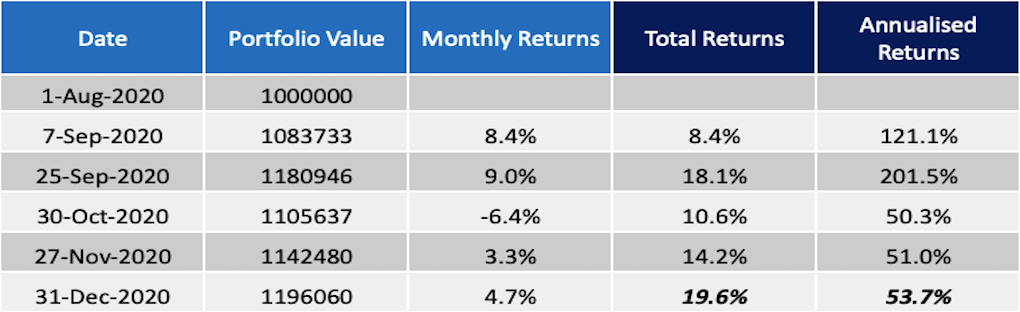 Date Portfolio Value Monthly Returns Total Returns Annualised Returns
1-Aug-2020 1000000
7-Sep-2020 1083733 8.4% 8.4% 121.1%
25-Sep-2020 1180946 9.0% 18.1% 201.5%
30-Oct-2020 1105637 -6.4% 10.6% 50.3%
27-Nov-2020 1142480 3.3% 14.2% 51.0%
31-Dec-2020 1196060 4.7% 19.6% 53.7%